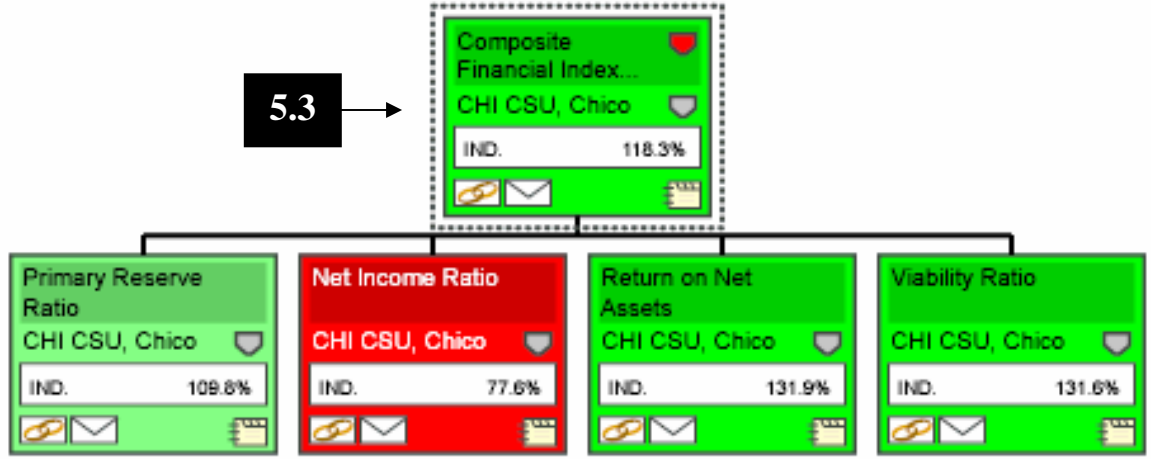 Composite
Financial Index...
CHI CSU, Chico
IND. 118.3%
5.3
Primary Reserve
Ratio
CHI CSU, Chico
IND. 109.8%
Net Income Ratio
CHI CSU, Chico
IND. 77.6%
Return on Net
Assets
CHI CSU, Chico
IND. 131.9%
Viability Ratio
CHI CSU, Chico
IND. 131.6%